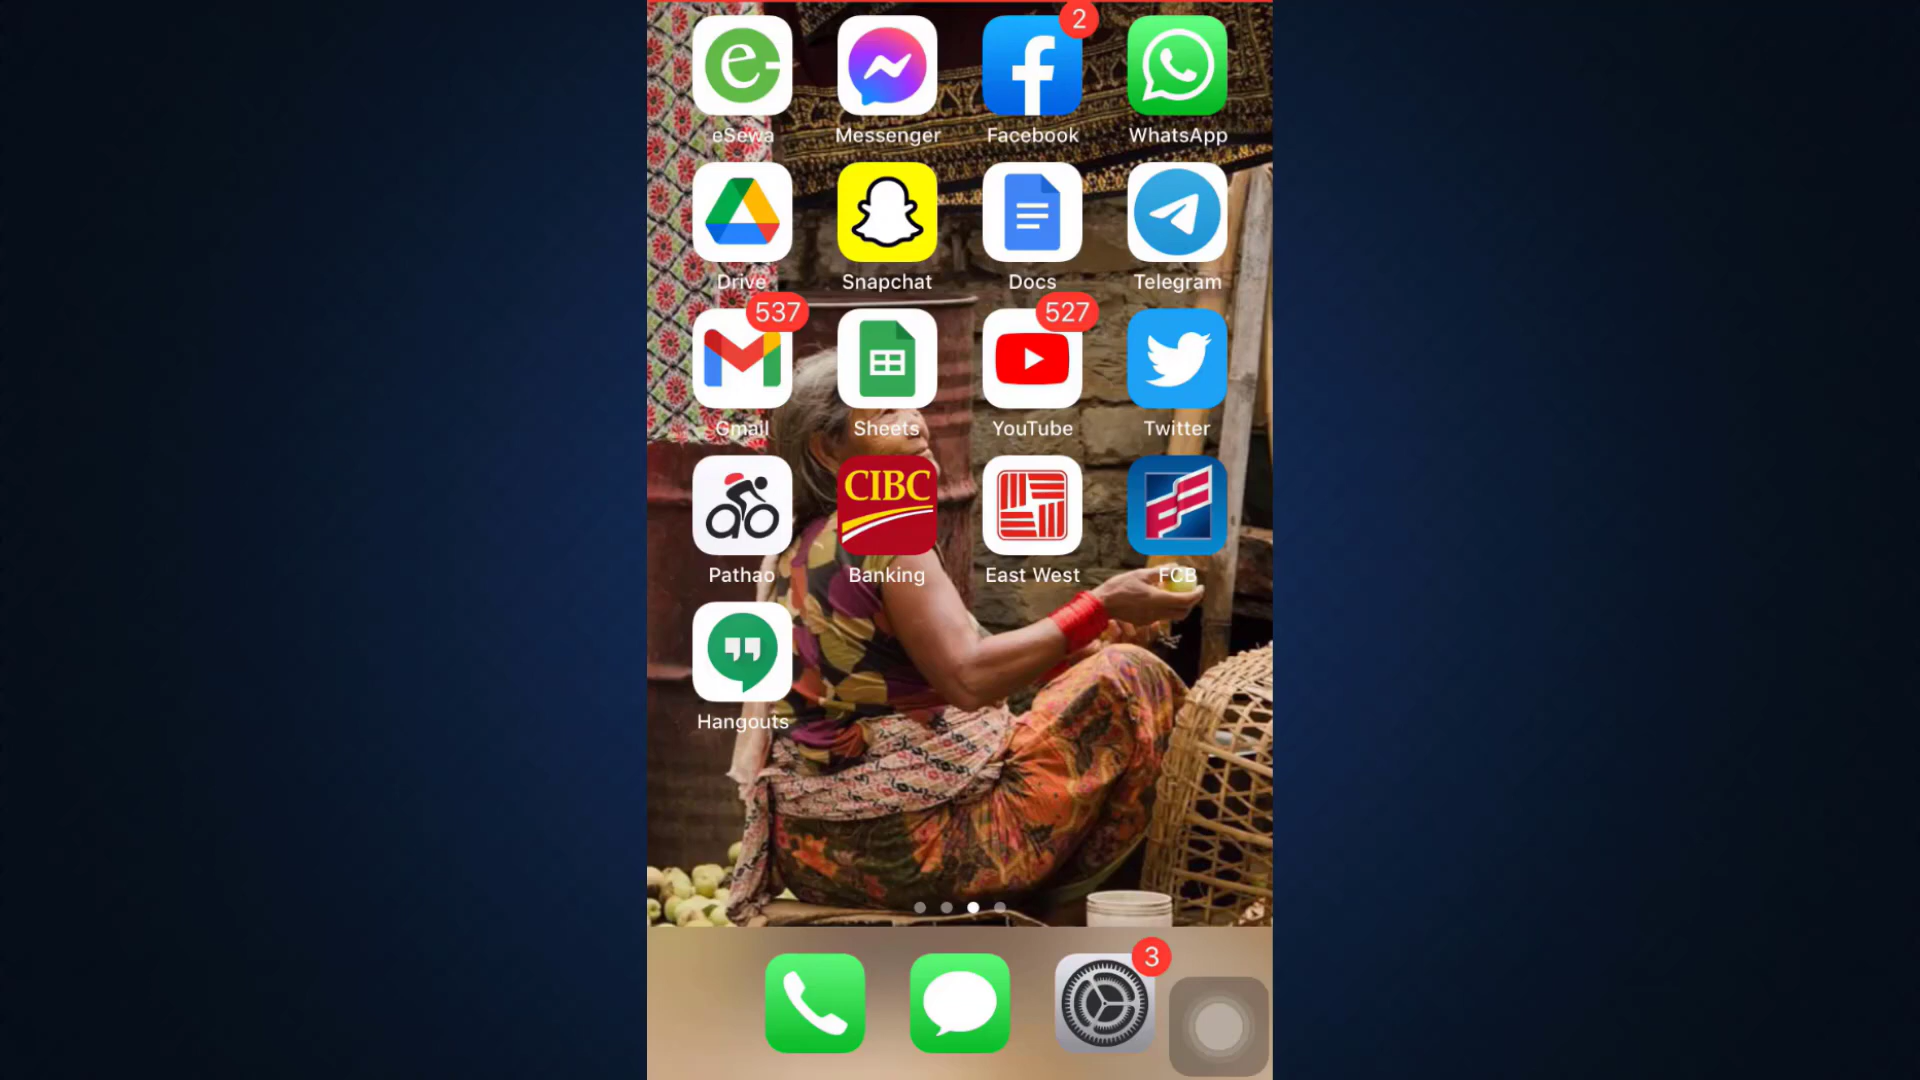 2
eSewa Messenger Facebook WhatsApp
Drive Snapchat Docs Telegram
537 527
Gmail Sheets YouTube Twitter
CIBC
Pathao Banking East West FCB
Hangouts
3